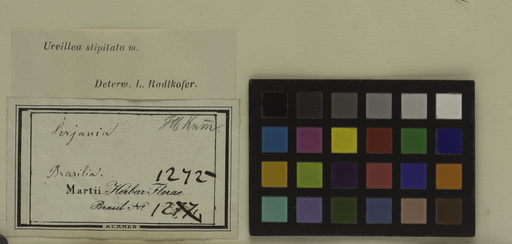 Urvillea stipitata m.
Determ. L. Radlkofer.
Serjania
Brasilia.
1272
Martii Herbar. Florae
Brasil. No.